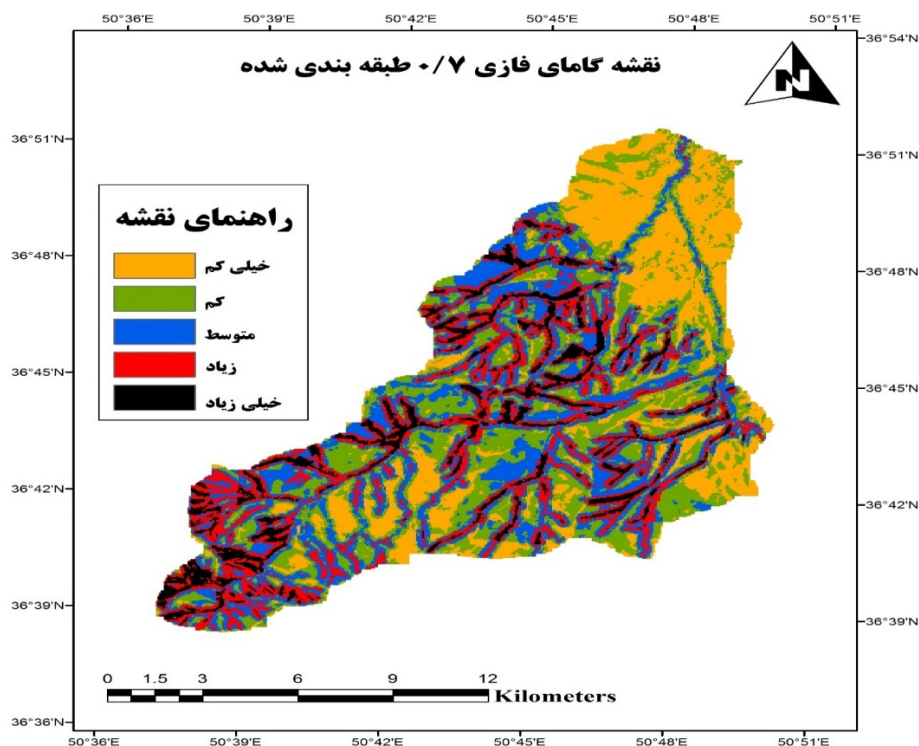 50°36'E 50°39'E 50°42'E 50°45'E 50°48'E 50°51'E
نقشه گامای فازی ۰/۷ طبقه بندی شده
N
36°54'N
36°51'N 36°51'N
راهنمای نقشه
خیلی کم
کم
متوسط
زیاد
خیلی زیاد
36°48'N 36°48'N
36°45'N 36°45'N
36°42'N 36°42'N
36°39'N 36°39'N
0 1.5 3 6 9 12
Kilometers
36°36'N
50°36'E 50°39'E 50°42'E 50°45'E 50°48'E 50°51'E